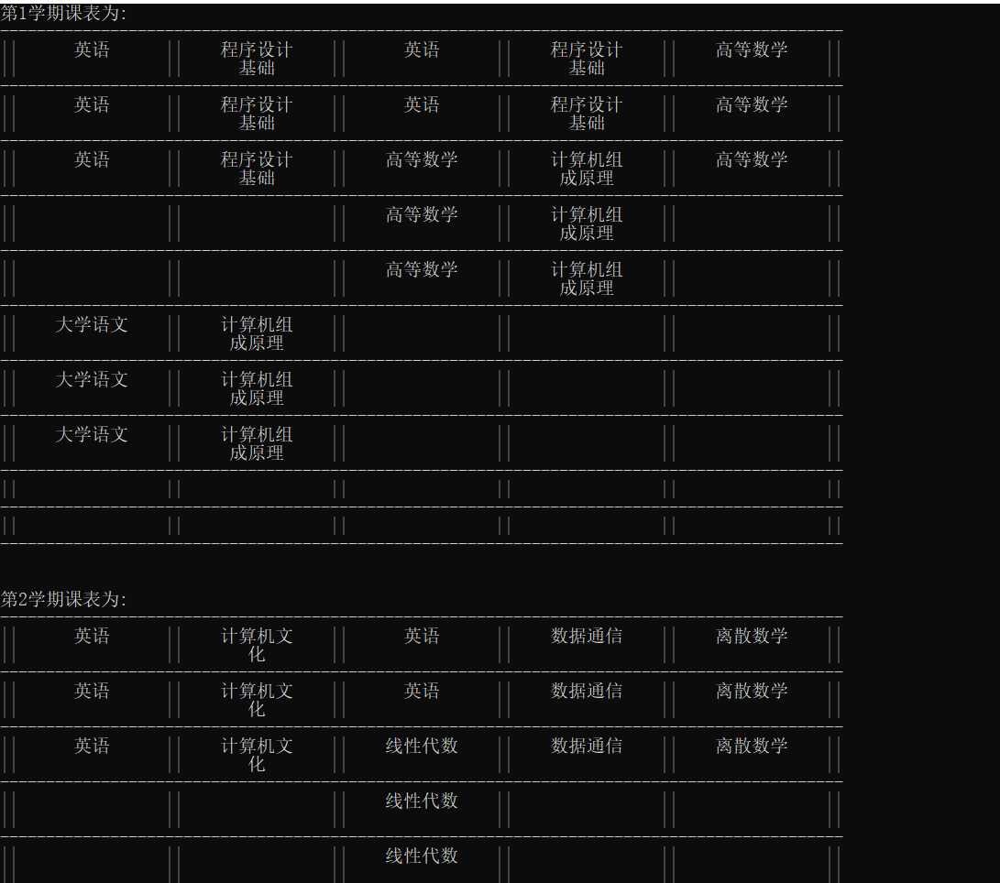 第1学期课表为:
英语 程序设计 英语 程序设计 高等数学
基础 基础
英语 程序设计 英语 程序设计 高等数学
基础 基础
英语 程序设计 高等数学 计算机组 高等数学
基础 成原理
高等数学 计算机组
成原理
高等数学 计算机组
成原理
大学语文 计算机组
成原理
大学语文 计算机组
成原理
大学语文 计算机组
成原理
第2学期课表为:
英语 计算机文 英语 数据通信 离散数学
化
英语 计算机文 英语 数据通信 离散数学
化
英语 计算机文 线性代数 数据通信 离散数学
化
线性代数
线性代数